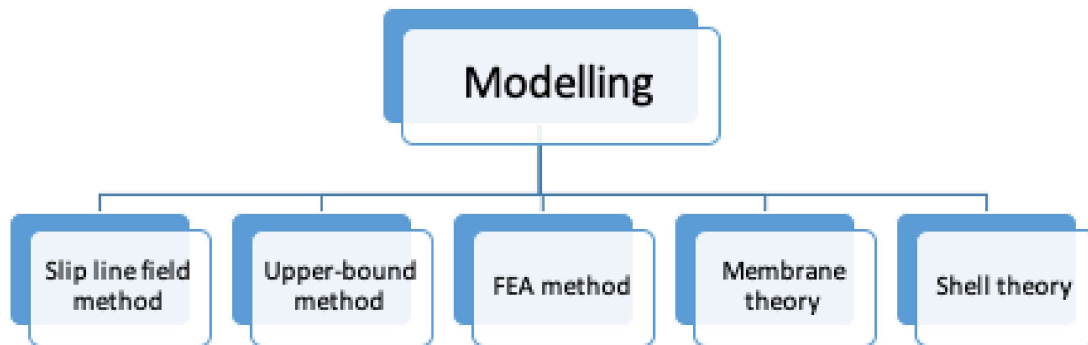 Modelling
Slip line field
method
Upper-bound
method
FEA method
Membrane
theory
Shell theory